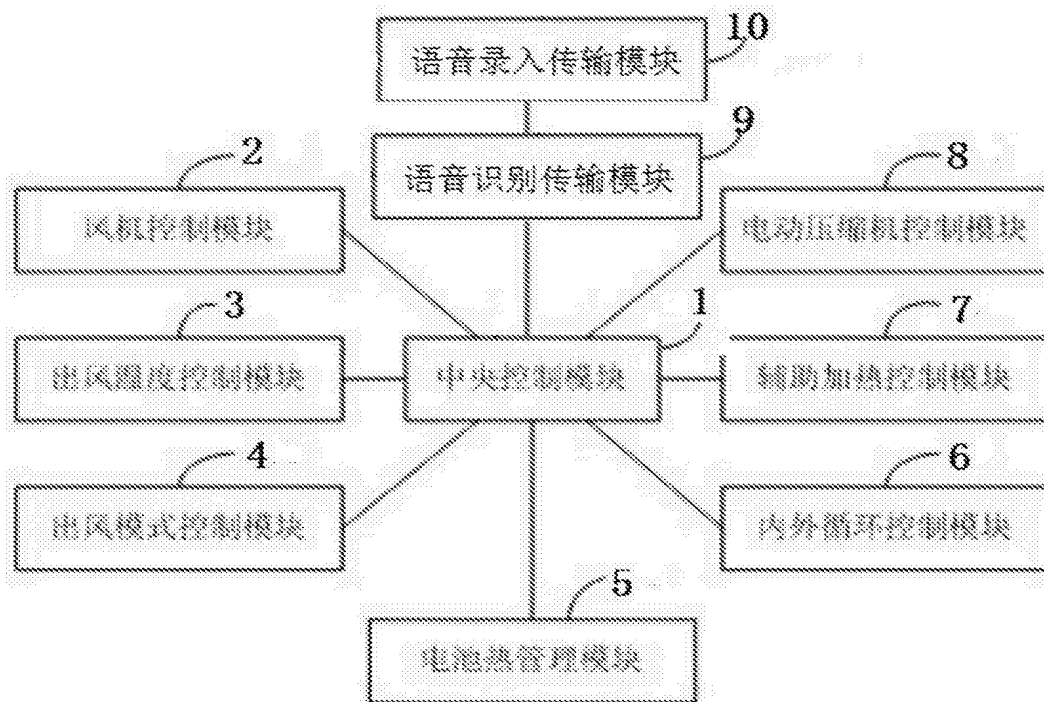 10
语音录入传输模块
9
语音识别传输模块
2
风机控制模块
8
电动压缩机控制模块
3
出风温度控制模块
1
中央控制模块
7
辅助加热控制模块
4
出风模式控制模块
6
内外循环控制模块
5
电池热管理模块